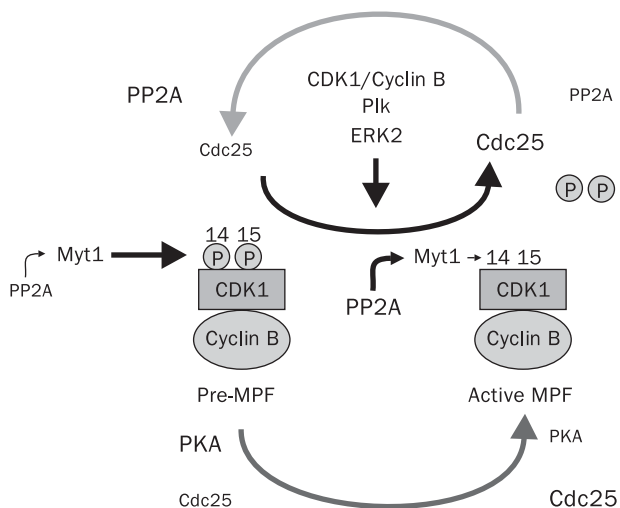 CDK1/Cyclin B
Plk
ERK2
PP2A
PP2A
Cdc25
Cdc25
P P
14 15
P P
Myt1
PP2A
CDK1
Cyclin B
Pre-MPF
Myt1
14 15
PP2A
CDK1
Cyclin B
Active MPF
PKA
PKA
Cdc25
Cdc25